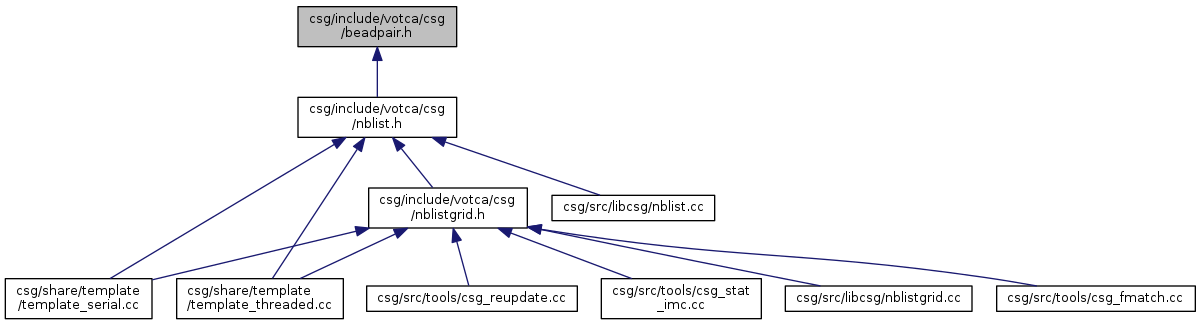 csg/include/votca/csg
/beadpair.h
csg/include/votca/csg
/nblist.h
csg/include/votca/csg
/nblistgrid.h
csg/src/libcsg/nblist.cc
csg/share/template
/template_serial.cc
csg/share/template
/template_threaded.cc
csg/src/tools/csg_reupdate.cc
csg/src/tools/csg_stat
_imc.cc
csg/src/libcsg/nblistgrid.cc
csg/src/tools/csg_fmatch.cc